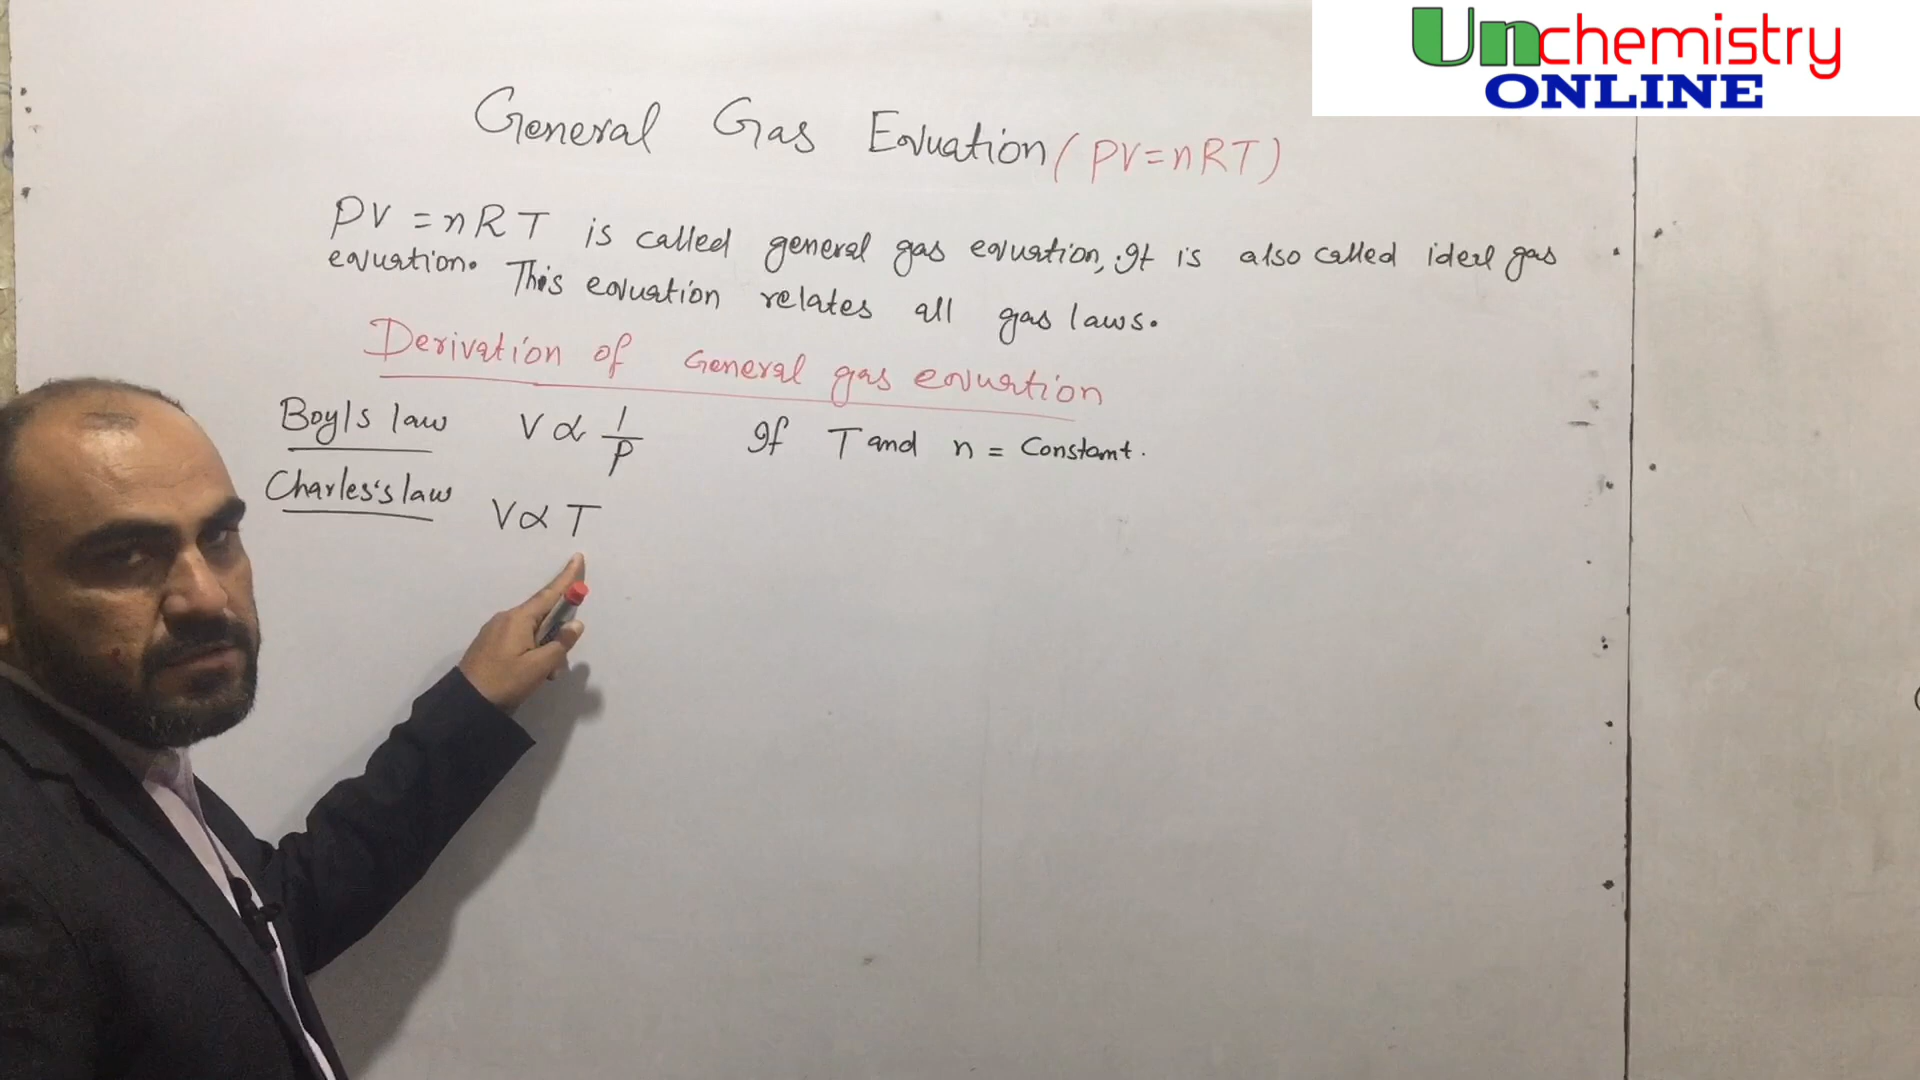 Unchemistry
ONLINE
General Gas Equation (PV=nRT)
PV = nRT is called general gas equation, It is also called ideal gas
equation. This equation relates all gas laws.
Derivation of General gas equation
Boyls law V ∝ 1/P If T and n = Constant.
Charles's law V ∝ T